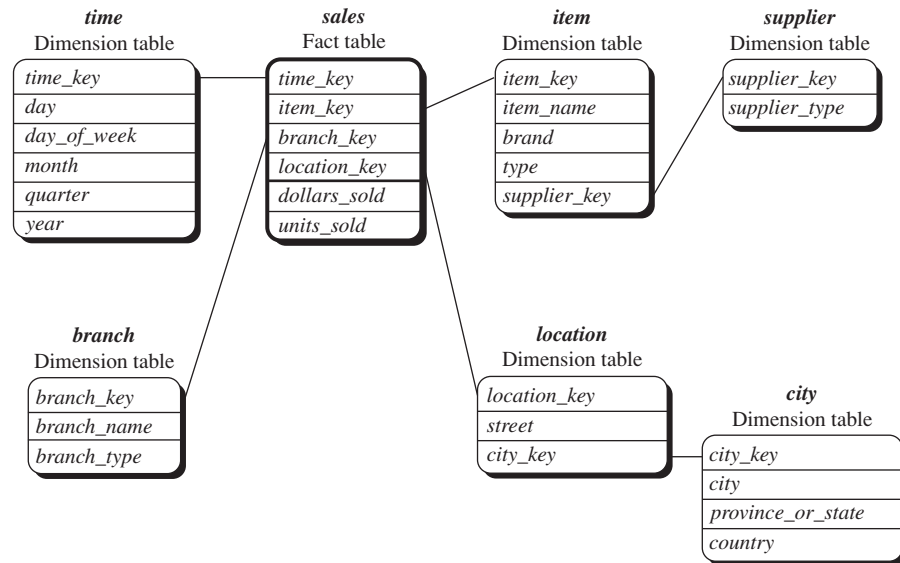 time
Dimension table
time_key
day
day_of_week
month
quarter
year
sales
Fact table
time_key
item_key
branch_key
location_key
dollars_sold
units_sold
item
Dimension table
item_key
item_name
brand
type
supplier_key
supplier
Dimension table
supplier_key
supplier_type
branch
Dimension table
branch_key
branch_name
branch_type
location
Dimension table
location_key
street
city_key
city
Dimension table
city_key
city
province_or_state
country